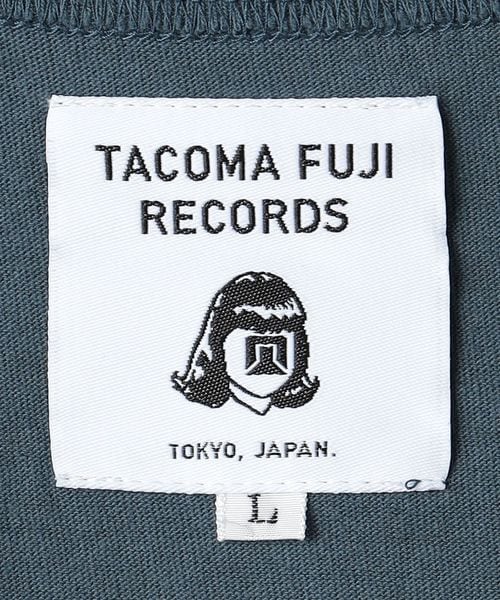 TACOMA FUJI
RECORDS
TOKYO, JAPAN.
L